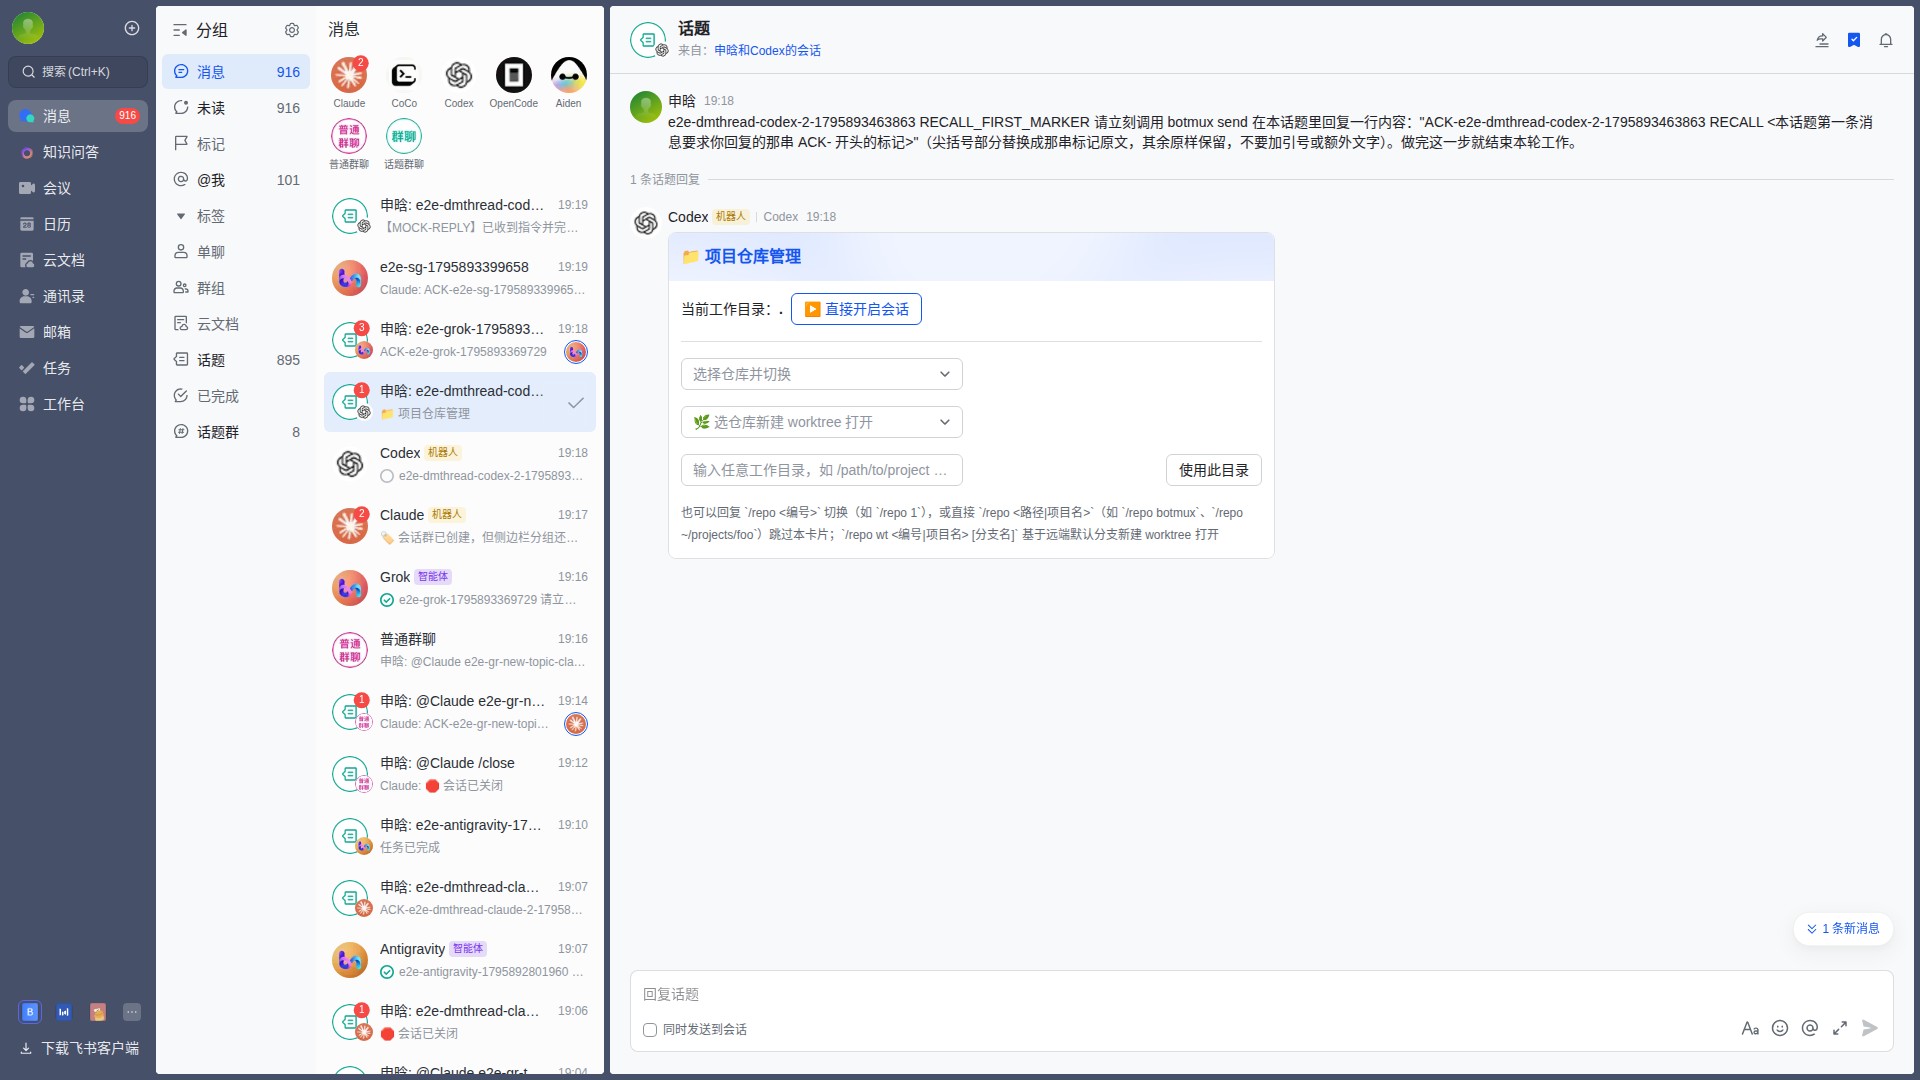 搜索 (Ctrl+K)
消息
916
知识问答
会议
日历
云文档
通讯录
邮箱
任务
工作台
下载飞书客户端
分组
消息 916
未读 916
标记
@我 101
标签
单聊
群组
云文档
话题 895
已完成
话题群 8
消息
2
Claude
CoCo
Codex
OpenCode
Aiden
普通群聊
普通群聊
群聊
话题群聊
申晗: e2e-dmthread-cod… 19:19
【MOCK-REPLY】已收到指令并完…
e2e-sg-1795893399658 19:19
Claude: ACK-e2e-sg-179589339965…
3
申晗: e2e-grok-1795893… 19:18
ACK-e2e-grok-1795893369729
1
申晗: e2e-dmthread-cod…
📁 项目仓库管理
Codex 机器人 19:18
e2e-dmthread-codex-2-1795893…
2
Claude 机器人 19:17
🏷️ 会话群已创建，但侧边栏分组还…
Grok 智能体 19:16
e2e-grok-1795893369729 请立…
普通群聊
普通群聊 19:16
申晗: @Claude e2e-gr-new-topic-cla…
1
申晗: @Claude e2e-gr-n… 19:14
Claude: ACK-e2e-gr-new-topi…
申晗: @Claude /close 19:12
Claude: 🛑 会话已关闭
申晗: e2e-antigravity-17… 19:10
任务已完成
申晗: e2e-dmthread-cla… 19:07
ACK-e2e-dmthread-claude-2-17958…
Antigravity 智能体 19:07
e2e-antigravity-1795892801960 …
1
申晗: e2e-dmthread-cla… 19:06
🛑 会话已关闭
申晗: @Claude e2e-gr-t… 19:04
话题
来自：申晗和Codex的会话
申晗 19:18
e2e-dmthread-codex-2-1795893463863 RECALL_FIRST_MARKER 请立刻调用 botmux send 在本话题里回复一行内容："ACK-e2e-dmthread-codex-2-1795893463863 RECALL <本话题第一条消
息要求你回复的那串 ACK- 开头的标记>"（尖括号部分替换成那串标记原文，其余原样保留，不要加引号或额外文字）。做完这一步就结束本轮工作。
1 条话题回复
Codex 机器人 | Codex 19:18
📁 项目仓库管理
当前工作目录：. ▶️ 直接开启会话
选择仓库并切换
🌿 选仓库新建 worktree 打开
输入任意工作目录，如 /path/to/project … 使用此目录
也可以回复 `/repo <编号>` 切换（如 `/repo 1`），或直接 `/repo <路径|项目名>`（如 `/repo botmux`、`/repo
~/projects/foo`）跳过本卡片；`/repo wt <编号|项目名> [分支名]` 基于远端默认分支新建 worktree 打开
1 条新消息
回复话题
同时发送到会话